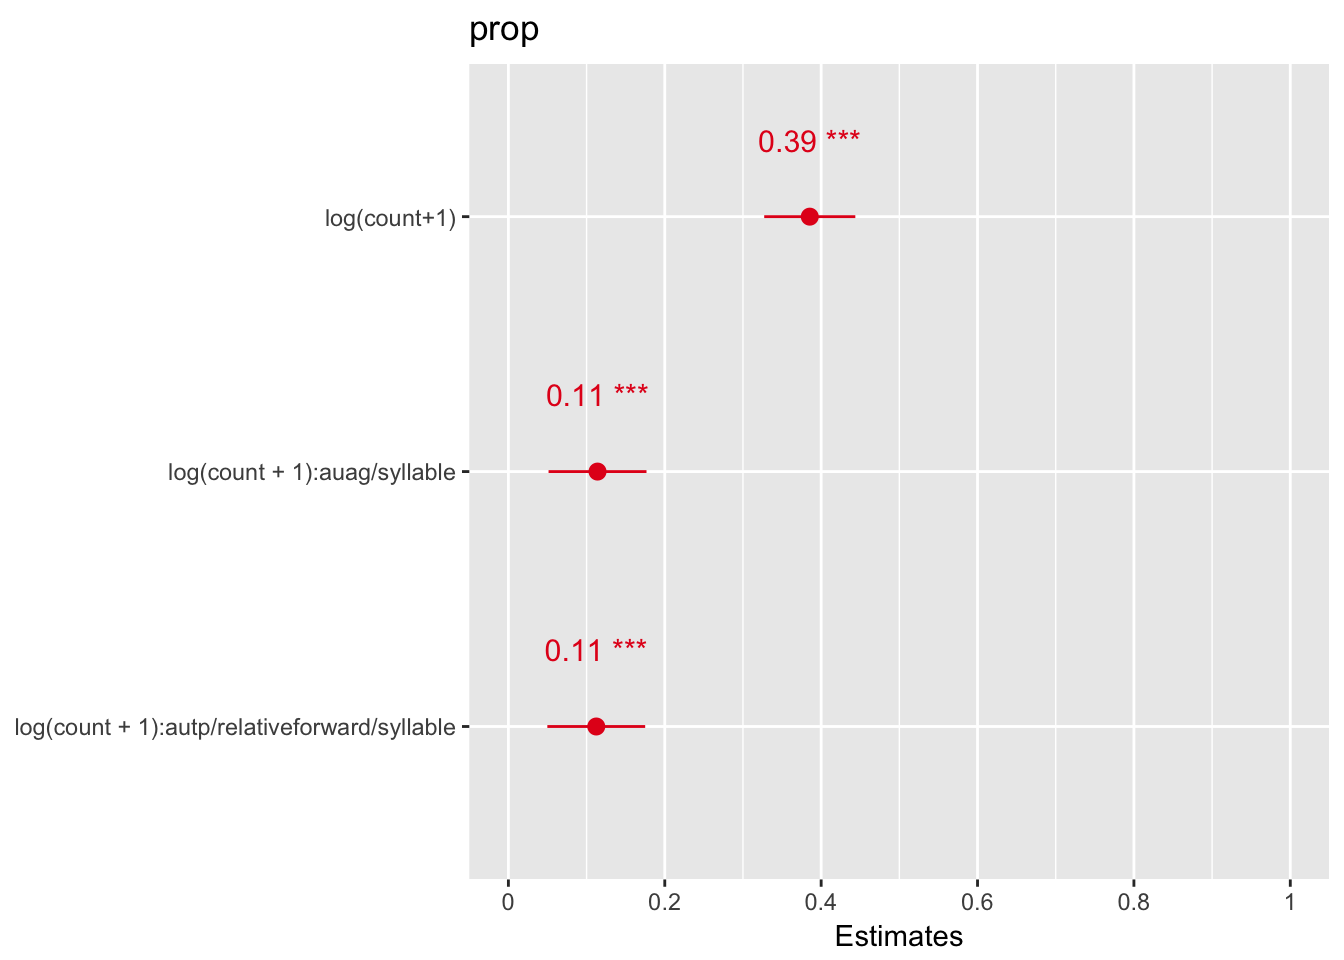 prop
0.39 ***
log(count+1)
0.11 ***
log(count + 1):auag/syllable
0.11 ***
log(count + 1):autp/relativeforward/syllable
0 0.2 0.4 0.6 0.8 1
Estimates